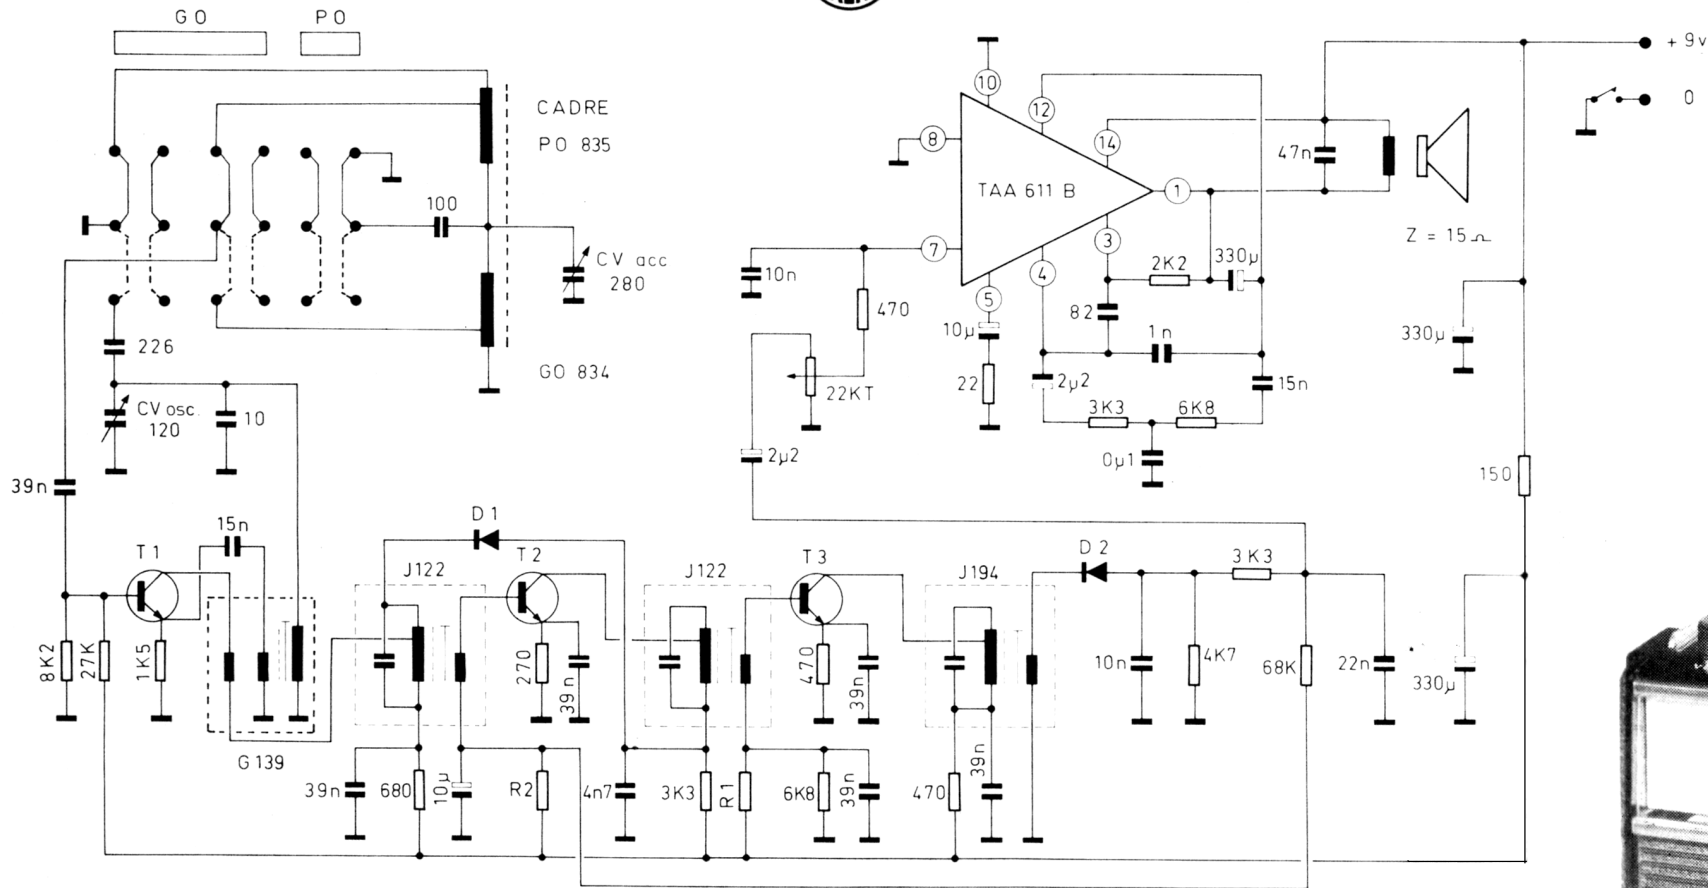 GO PO
+ 9v
0
CADRE
PO 835
10
12
14
8
TAA 611 B
1
47n
Z = 15Ω
100
CV acc
280
7
3
4
5
10n
470
2K2
330µ
82
10µ
1n
330µ
226
GO 834
22KT
22
2µ2
15n
3K3
6K8
CV osc.
120
10
2µ2
0µ1
150
39n
15n
D1
T1
T2
T3
D2
3K3
J122
J122
J194
8K2
27K
1K5
270
39n
470
39n
10n
4K7
68K
22n
330µ
G139
39n
680
10µ
R2
4n7
3K3
R1
6K8
39n
470
39n